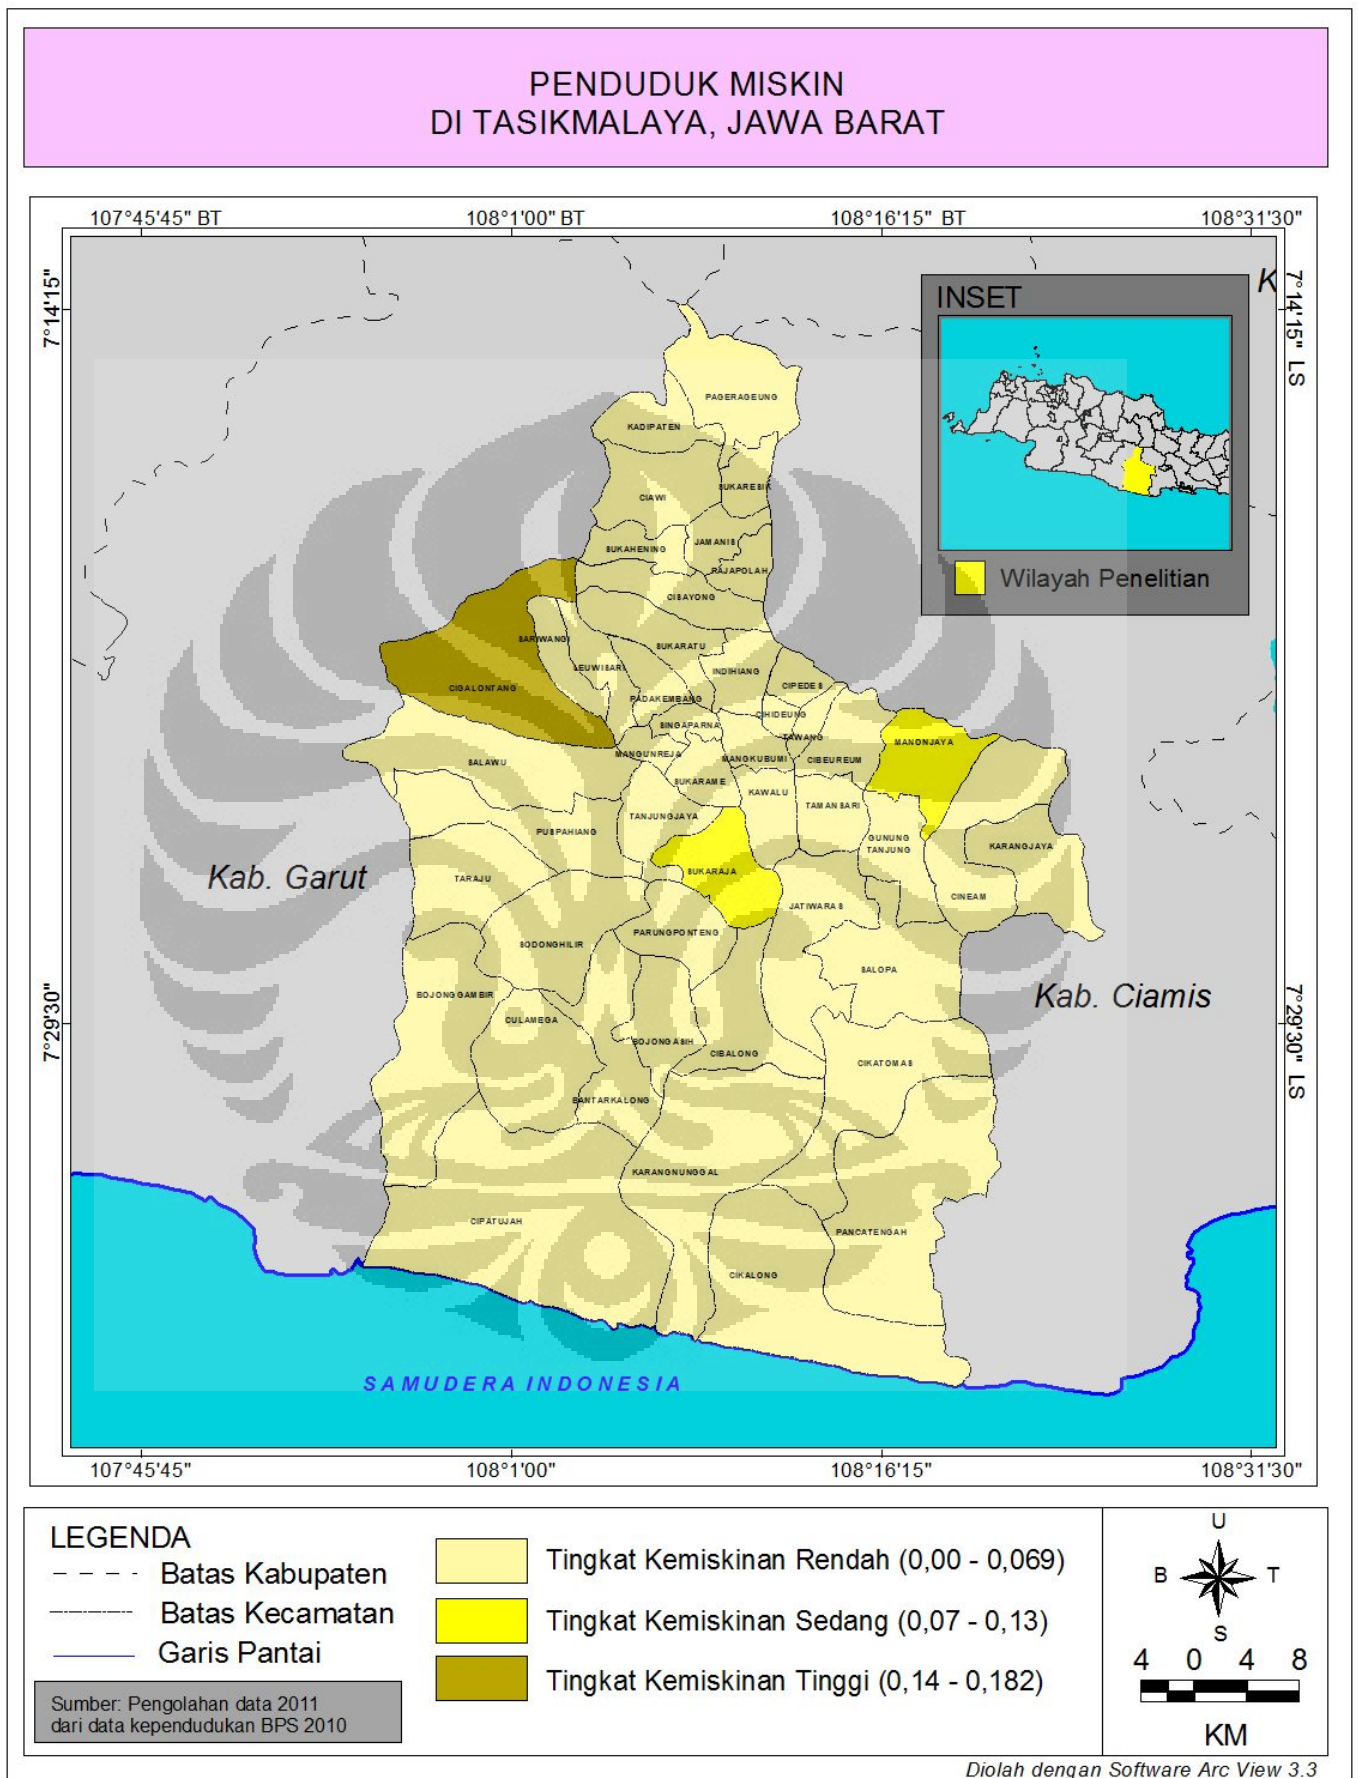 PENDUDUK MISKIN
DI TASIKMALAYA, JAWA BARAT
107°45'45" BT
108°1'00" BT
108°16'15" BT
108°31'30"
7°14'15"
7°14'15" LS
K
INSET
Wilayah Penelitian
PAGERAGEUNG
KADIPATEN
SUKARESIK
CIAWI
JAMANIS
SUKAHENING
RAJAPOLAH
CIBAYONG
SARIWANGI
SUKARATU
LEUWISARI
INDIHIANG
CIGALONTANG
CIPEDES
PADAKEMBANG
CIHIDEUNG
SINGAPARNA
TAWANG
MANONJAYA
MANGUNREJA
SALAWU
MANGKUBUMI
CIBEUREUM
SUKARAME
KAWALU
TAMANSARI
TANJUNGJAYA
PUSPAHIANG
GUNUNG
TANJUNG
KARANGJAYA
Kab. Garut
TARAJU
SUKARAJA
CINEAM
JATIWARAS
PARUNGPONTENG
SODONGHILIR
SALOPA
BOJONGGAMBIR
Kab. Ciamis
7°29'30"
7°29'30" LS
CULAMEGA
BOJONGASIH
CIBALONG
CIKATOMAS
BANTARKALONG
KARANGNUNGGAL
CIPATUJAH
PANCATENGAH
CIKALONG
SAMUDERA INDONESIA
107°45'45"
108°1'00"
108°16'15"
108°31'30"
LEGENDA
Batas Kabupaten
Batas Kecamatan
Garis Pantai
Sumber: Pengolahan data 2011
dari data kependudukan BPS 2010
Tingkat Kemiskinan Rendah (0,00 - 0,069)
Tingkat Kemiskinan Sedang (0,07 - 0,13)
Tingkat Kemiskinan Tinggi (0,14 - 0,182)
U
B T
S
4 0 4 8
KM
Diolah dengan Software Arc View 3.3